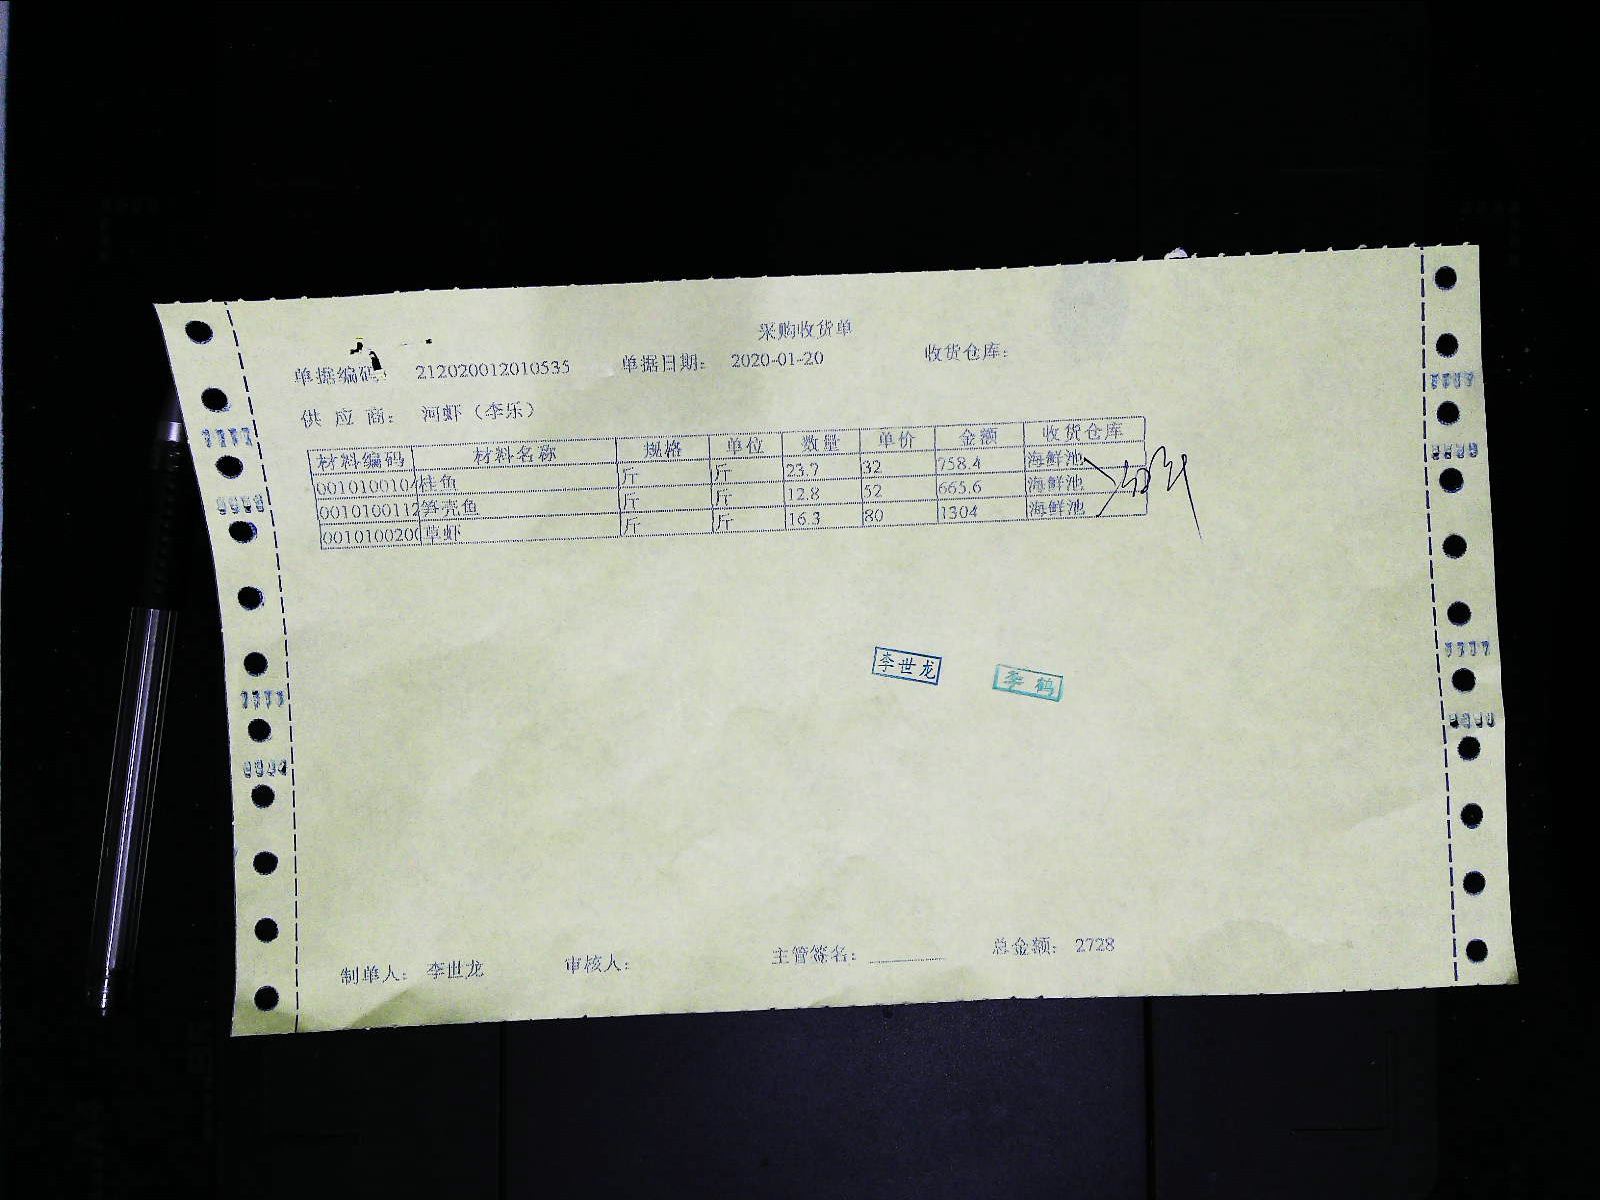 采购收货单
单据编码: 212020012010535 单据日期: 2020-01-20 收货仓库:
供应商: 河虾（李乐）
材料编码 材料名称 规格 单位 数量 单价 金额 收货仓库
001010010 桂鱼 斤 斤 23.7 32 758.4 海鲜池
0010100112 笋壳鱼 斤 斤 12.8 52 665.6 海鲜池
001010020 草虾 斤 斤 16.3 80 1304 海鲜池
李世龙 李鹤
制单人: 李世龙 审核人: 主管签名: 总金额: 2728